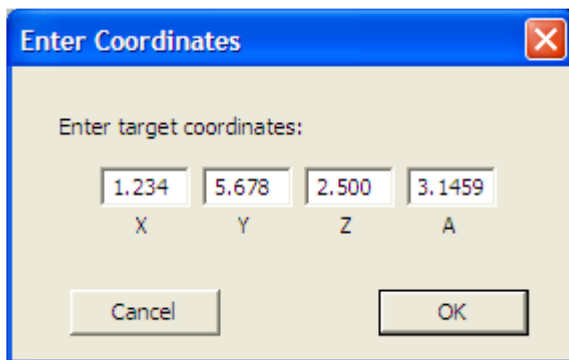 Enter Coordinates
Enter target coordinates:
1.234 5.678 2.500 3.1459
X Y Z A
Cancel OK